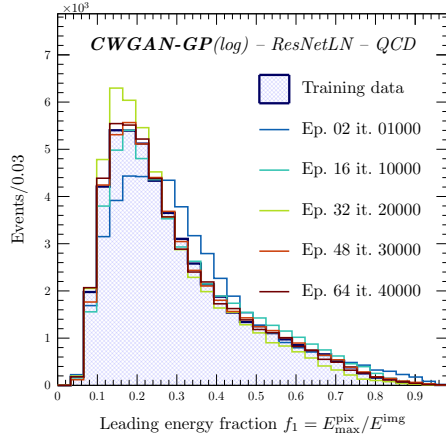 ×10³
CWGAN-GP(log) – ResNetLN – QCD
Training data
Ep. 02 it. 01000
Ep. 16 it. 10000
Ep. 32 it. 20000
Ep. 48 it. 30000
Ep. 64 it. 40000
Events/0.03
7
6
5
4
3
2
1
0
0 0.1 0.2 0.3 0.4 0.5 0.6 0.7 0.8 0.9
Leading energy fraction f₁ = E_max^pix/E^img